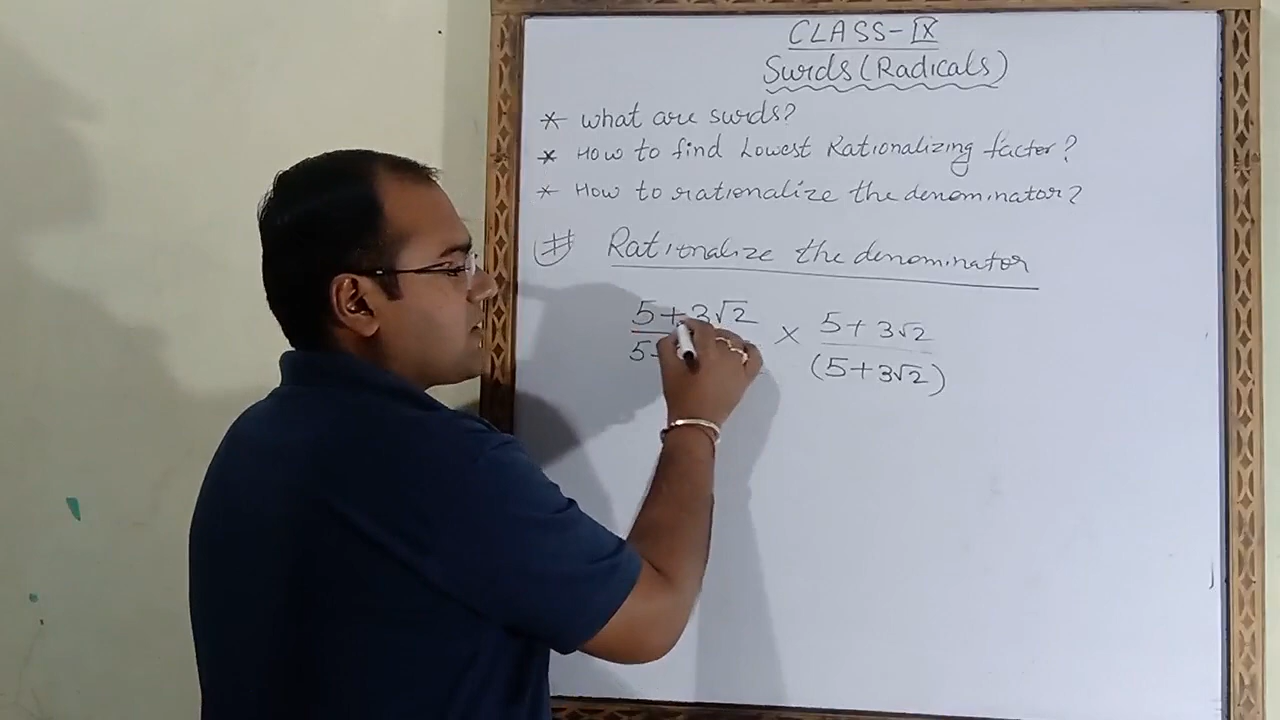 CLASS-IX
Surds (Radicals)
* What are surds?
* How to find Lowest Rationalizing factor?
* How to rationalize the denominator?
# Rationalize the denominator
5+3√2 × 5+3√2
5- (5+3√2)